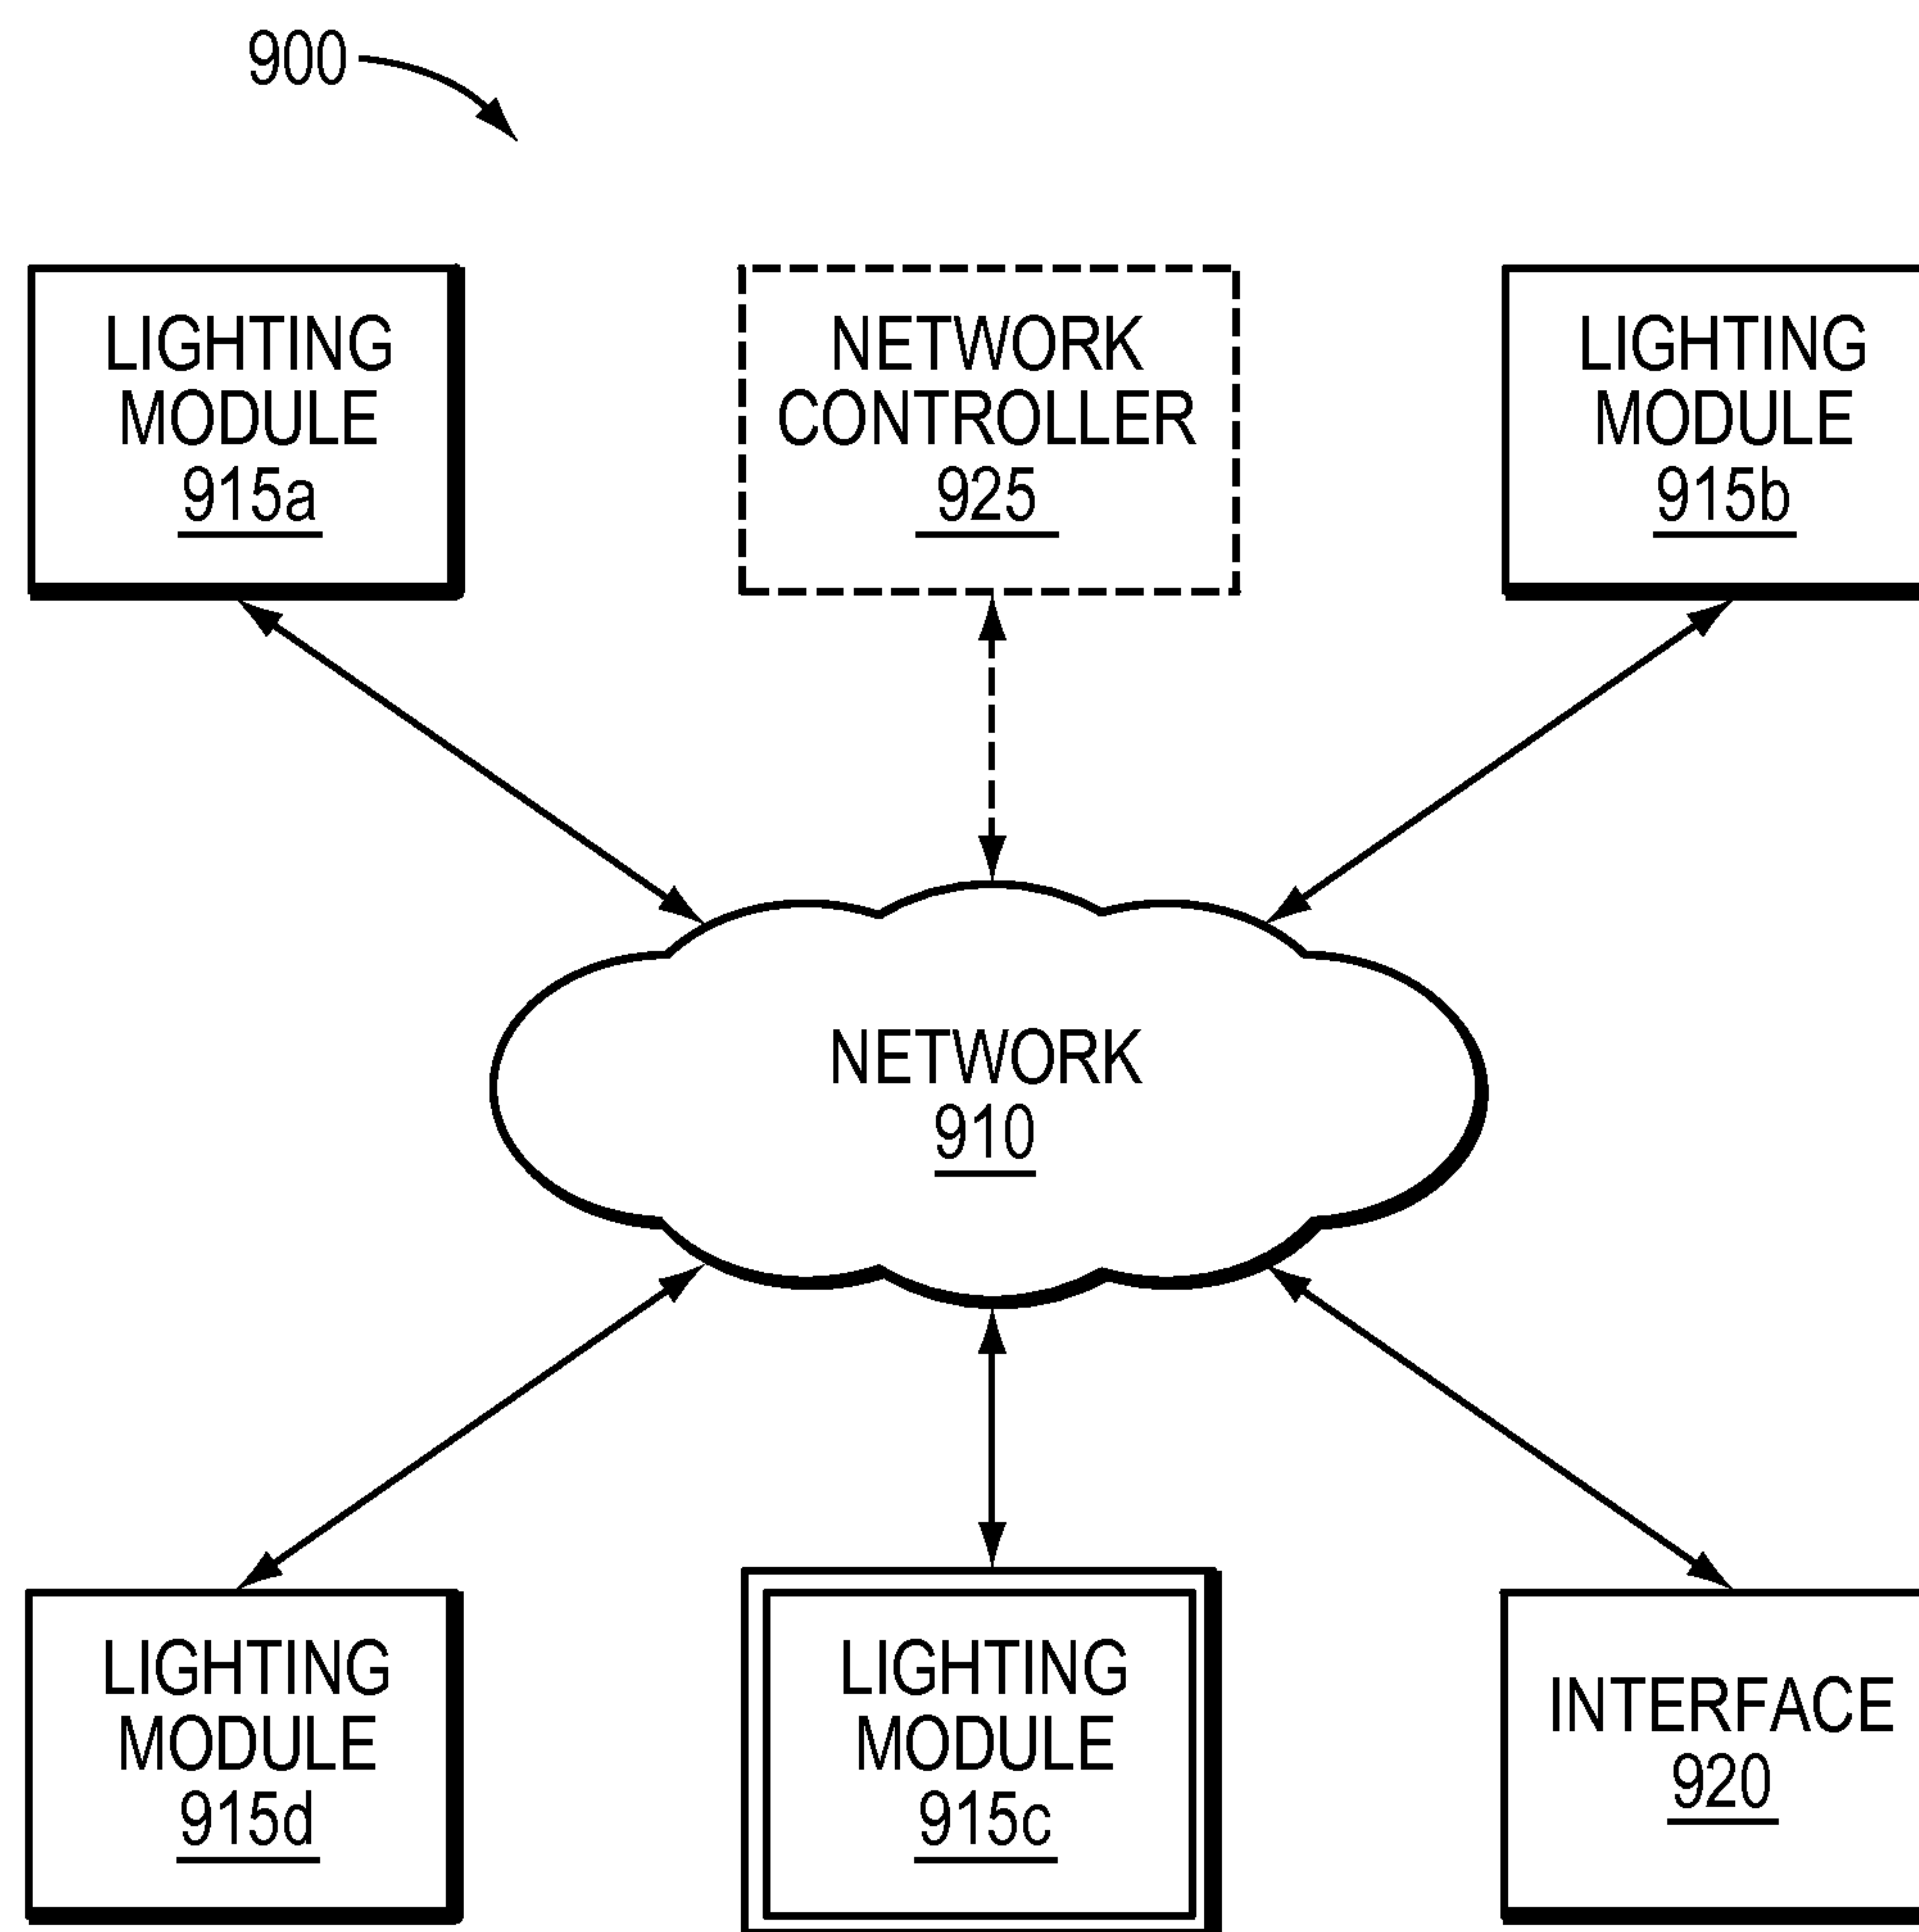 900
LIGHTING
MODULE
915a
NETWORK
CONTROLLER
925
LIGHTING
MODULE
915b
NETWORK
910
LIGHTING
MODULE
915d
LIGHTING
MODULE
915c
INTERFACE
920